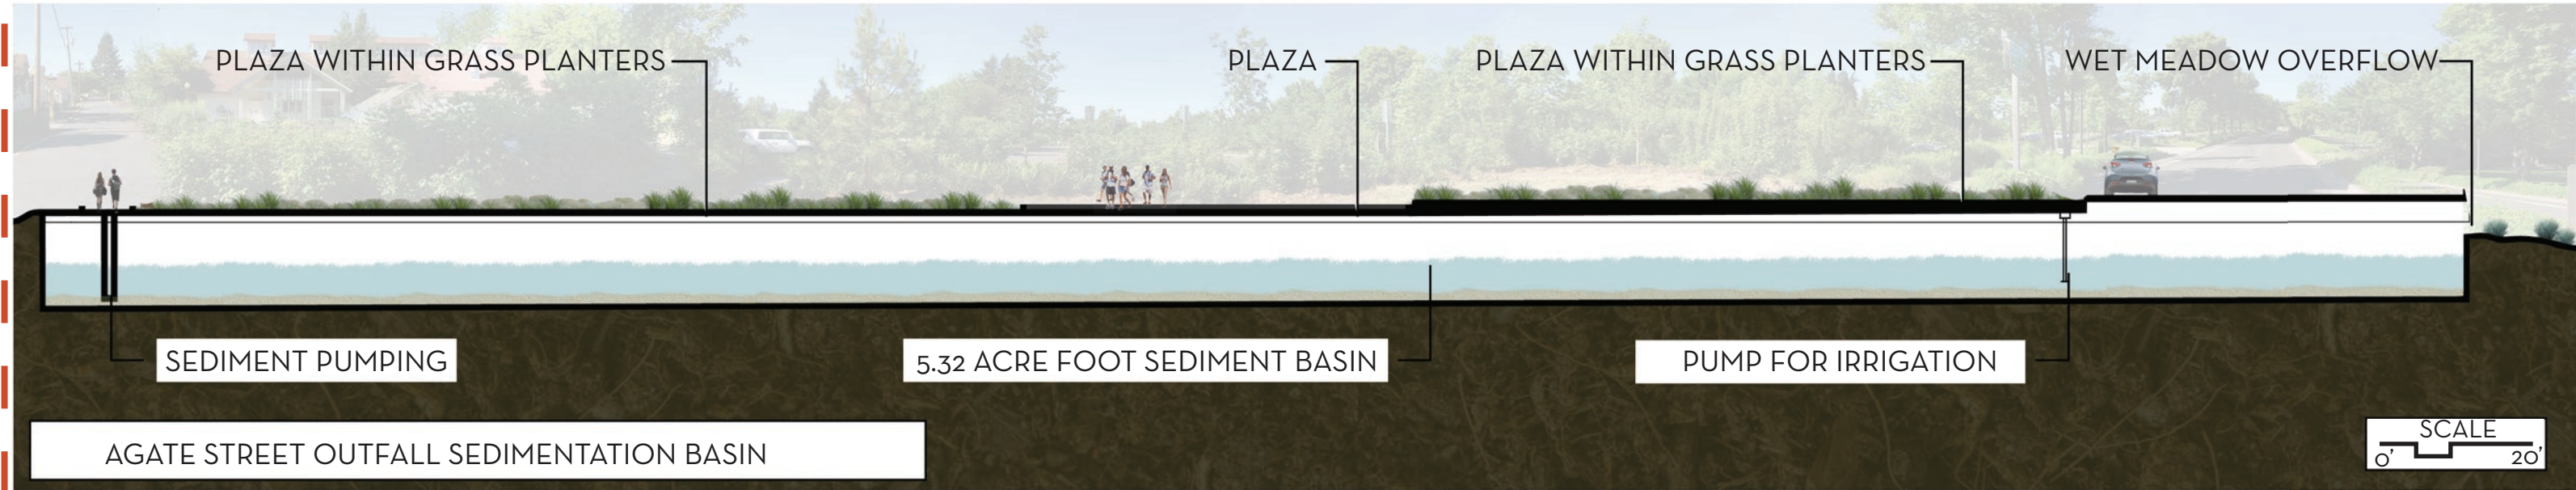 PLAZA WITHIN GRASS PLANTERS
PLAZA
PLAZA WITHIN GRASS PLANTERS
WET MEADOW OVERFLOW
SEDIMENT PUMPING
5.32 ACRE FOOT SEDIMENT BASIN
PUMP FOR IRRIGATION
AGATE STREET OUTFALL SEDIMENTATION BASIN
SCALE
0' 20'